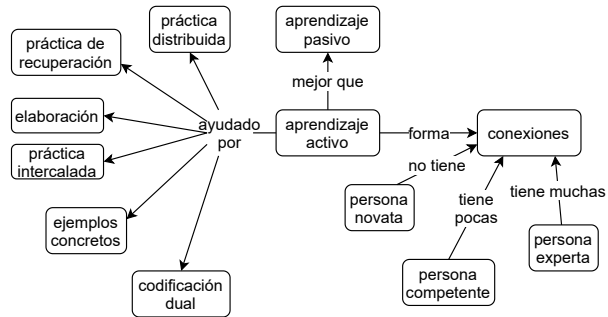 práctica
distribuida
aprendizaje
pasivo
práctica de
recuperación
mejor que
elaboración
ayudado
por
aprendizaje
activo
forma
conexiones
práctica
intercalada
no tiene
persona
novata
tiene
pocas
tiene muchas
ejemplos
concretos
persona
experta
codificación
dual
persona
competente